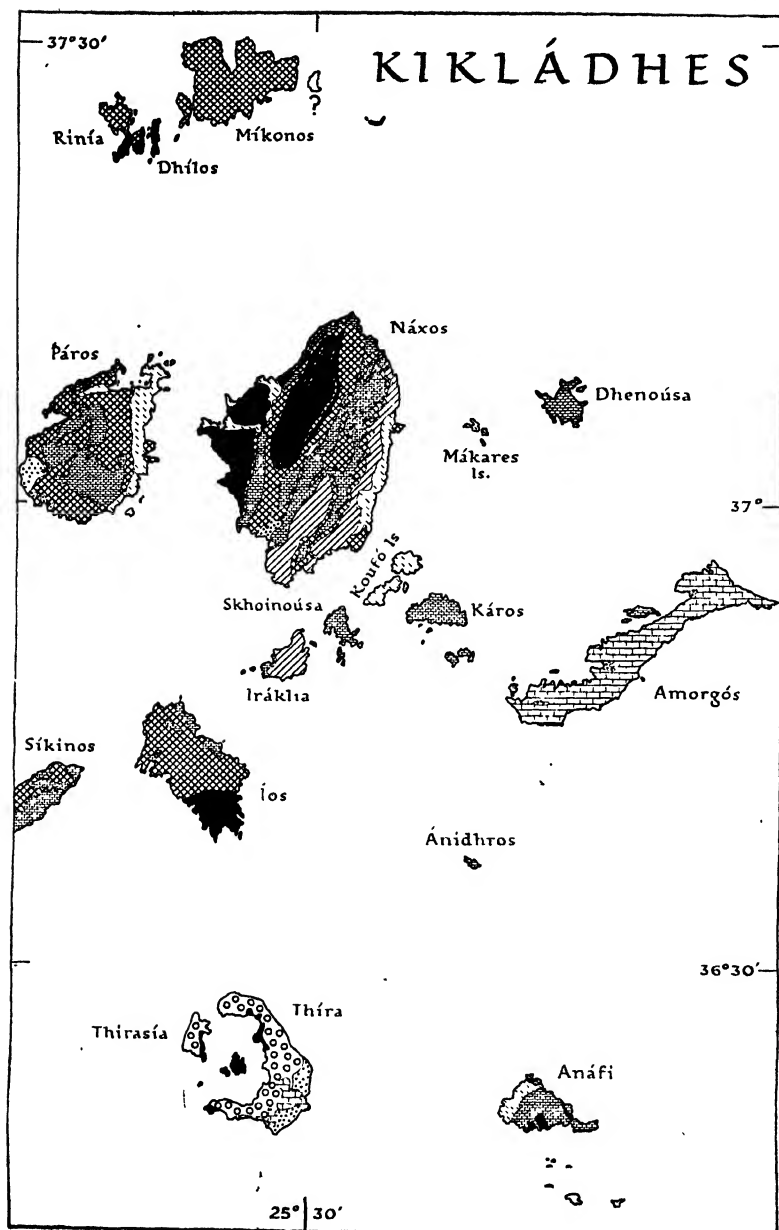 37°30′
KIKLÁDHES
?
Rinía
Míkonos
Dhílos
Náxos
Páros
Dhenoúsa
Mákares
Is.
37°
Koufó Is
Skhoinoúsa
Káros
Iráklia
Amorgós
Síkinos
Íos
Ánidhros
36°30′
Thíra
Thirasía
Anáfi
25°30′